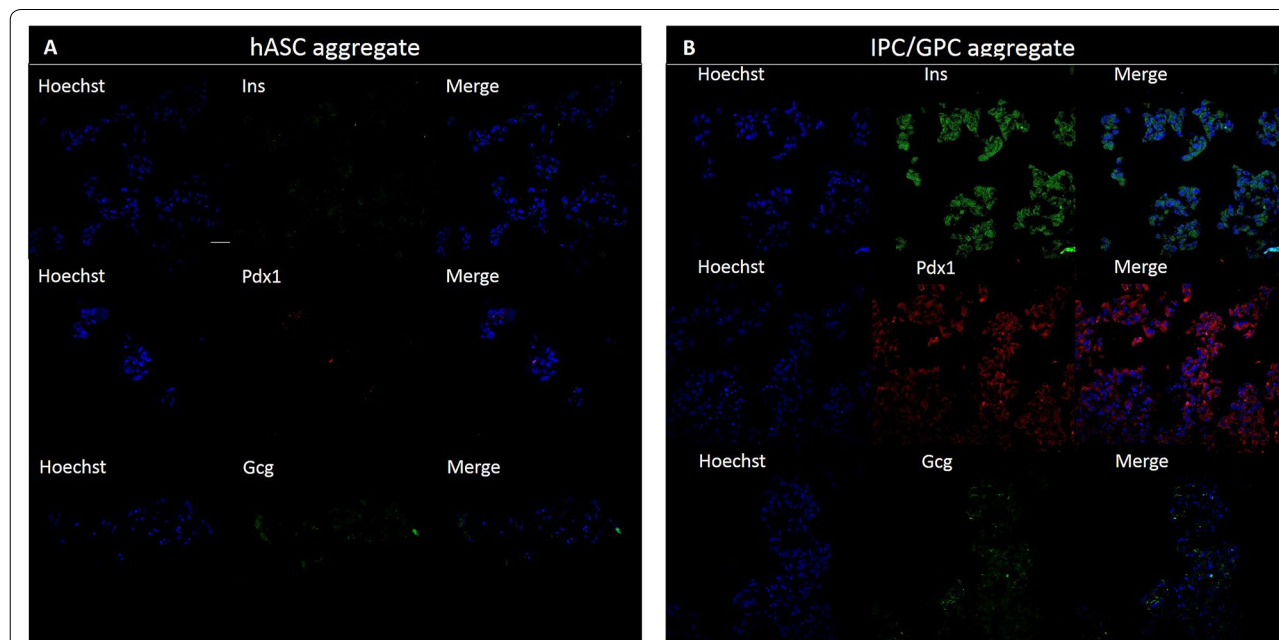 A hASC aggregate
Hoechst Ins Merge
Hoechst Pdx1 Merge
Hoechst Gcg Merge
B IPC/GPC aggregate
Hoechst Ins Merge
Hoechst Pdx1 Merge
Hoechst Gcg Merge